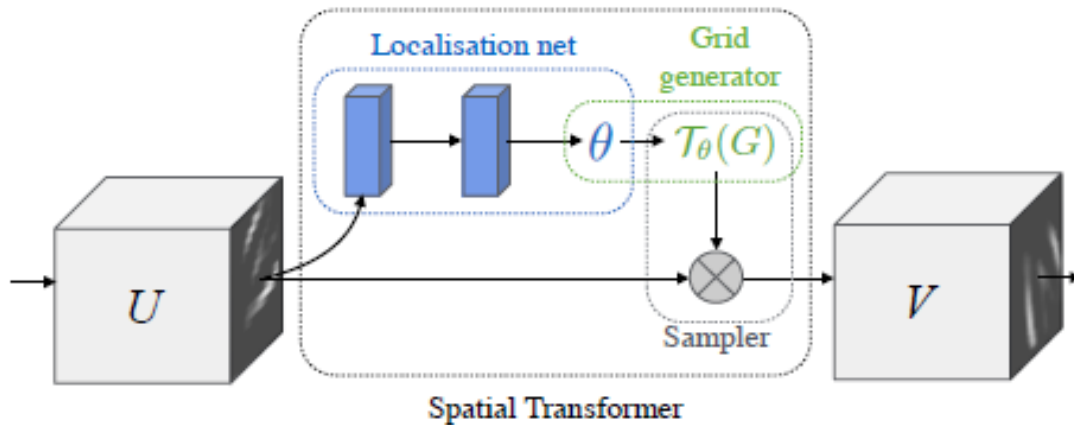 Localisation net
Grid
generator
θ
𝒯θ(G)
U
V
Sampler
Spatial Transformer